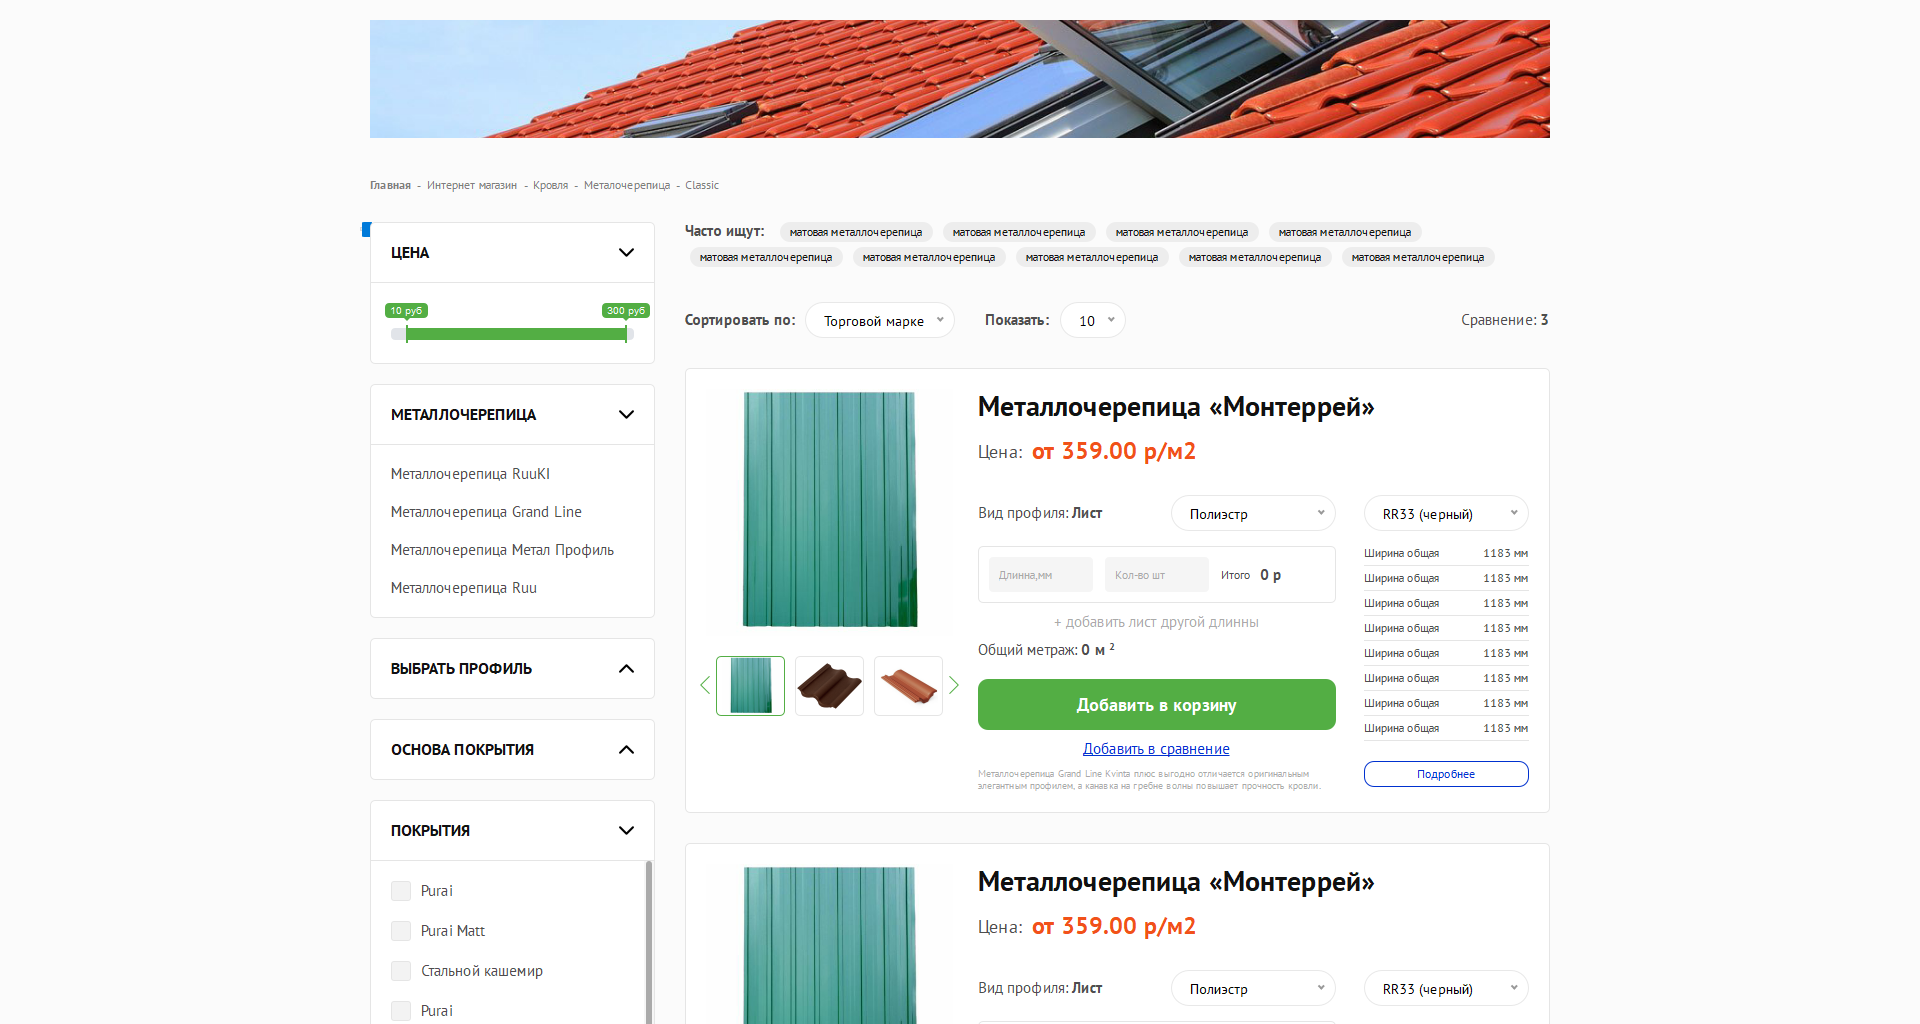 Главная - Интернет магазин - Кровля - Металочерепица - Classic
ЦЕНА
10 руб
300 руб
МЕТАЛЛОЧЕРЕПИЦА
Металлочерепица RuuKI
Металлочерепица Grand Line
Металлочерепица Метал Профиль
Металлочерепица Ruu
ВЫБРАТЬ ПРОФИЛЬ
ОСНОВА ПОКРЫТИЯ
ПОКРЫТИЯ
Purai
Purai Matt
Стальной кашемир
Purai
Часто ищут: матовая металлочерепица матовая металлочерепица матовая металлочерепица матовая металлочерепица
матовая металлочерепица матовая металлочерепица матовая металлочерепица матовая металлочерепица матовая металлочерепица
Сортировать по: Торговой марке Показать: 10 Сравнение: 3
Металлочерепица «Монтеррей»
Цена: от 359.00 р/м2
Вид профиля: Лист Полиэстр
Длинна,мм Кол-во шт Итого 0 р
+ добавить лист другой длинны
Общий метраж: 0 м ²
Добавить в корзину
Добавить в сравнение
Металлочерепица Grand Line Kvinta плюс выгодно отличается оригинальным
элегантным профилем, а канавка на гребне волны повышает прочность кровли.
RR33 (черный)
Ширина общая 1183 мм
Ширина общая 1183 мм
Ширина общая 1183 мм
Ширина общая 1183 мм
Ширина общая 1183 мм
Ширина общая 1183 мм
Ширина общая 1183 мм
Ширина общая 1183 мм
Подробнее
Металлочерепица «Монтеррей»
Цена: от 359.00 р/м2
Вид профиля: Лист Полиэстр RR33 (черный)